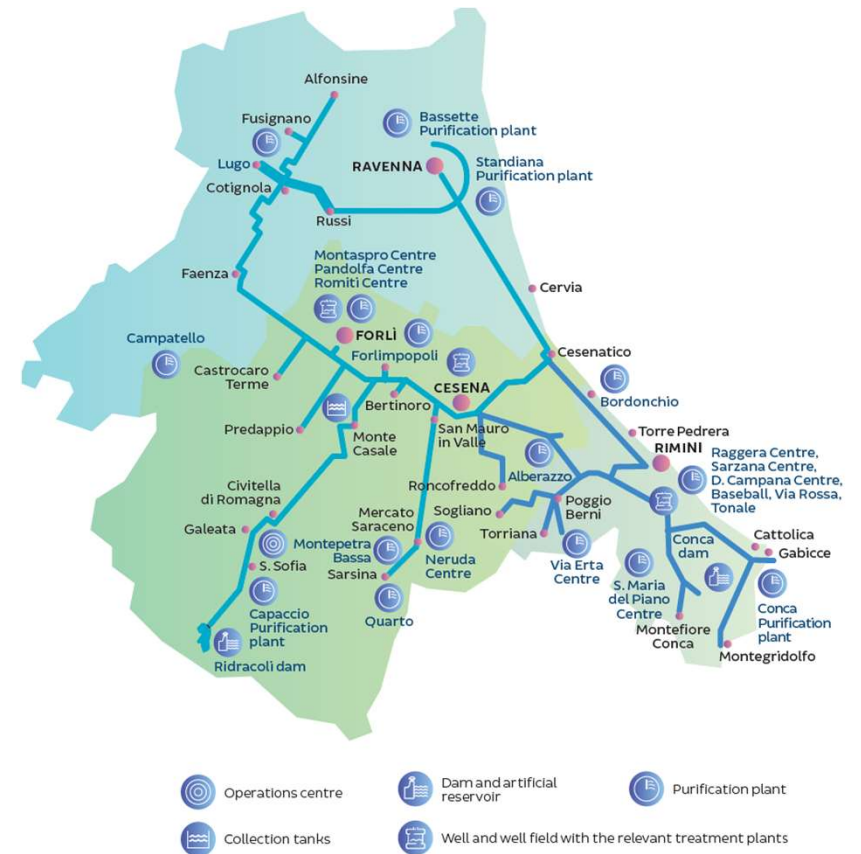 Alfonsine
Fusignano
Bassette
Purification plant
Lugo
RAVENNA
Standiana
Purification plant
Cotignola
Russi
Montaspro Centre
Pandolfa Centre
Romiti Centre
Faenza
Cervia
Campatello
FORLÌ
Forlimpopoli
Cesenatico
Castrocaro
Terme
CESENA
Bordonchio
Bertinoro
Predappio
San Mauro
in Valle
Torre Pedrera
Monte
Casale
RIMINI
Raggera Centre,
Sarzana Centre,
D. Campana Centre,
Baseball, Via Rossa,
Tonale
Alberazzo
Roncofreddo
Civitella
di Romagna
Poggio
Berni
Sogliano
Mercato
Saraceno
Galeata
Torriana
Conca
dam
Cattolica
Gabicce
Montepetra
Bassa
Neruda
Centre
Via Erta
Centre
S. Sofia
Sarsina
S. Maria
del Piano
Centre
Capaccio
Purification
plant
Quarto
Conca
Purification
plant
Montefiore
Conca
Montegridolfo
Ridracoli dam
Operations centre
Dam and artificial
reservoir
Purification plant
Collection tanks
Well and well field with the relevant treatment plants